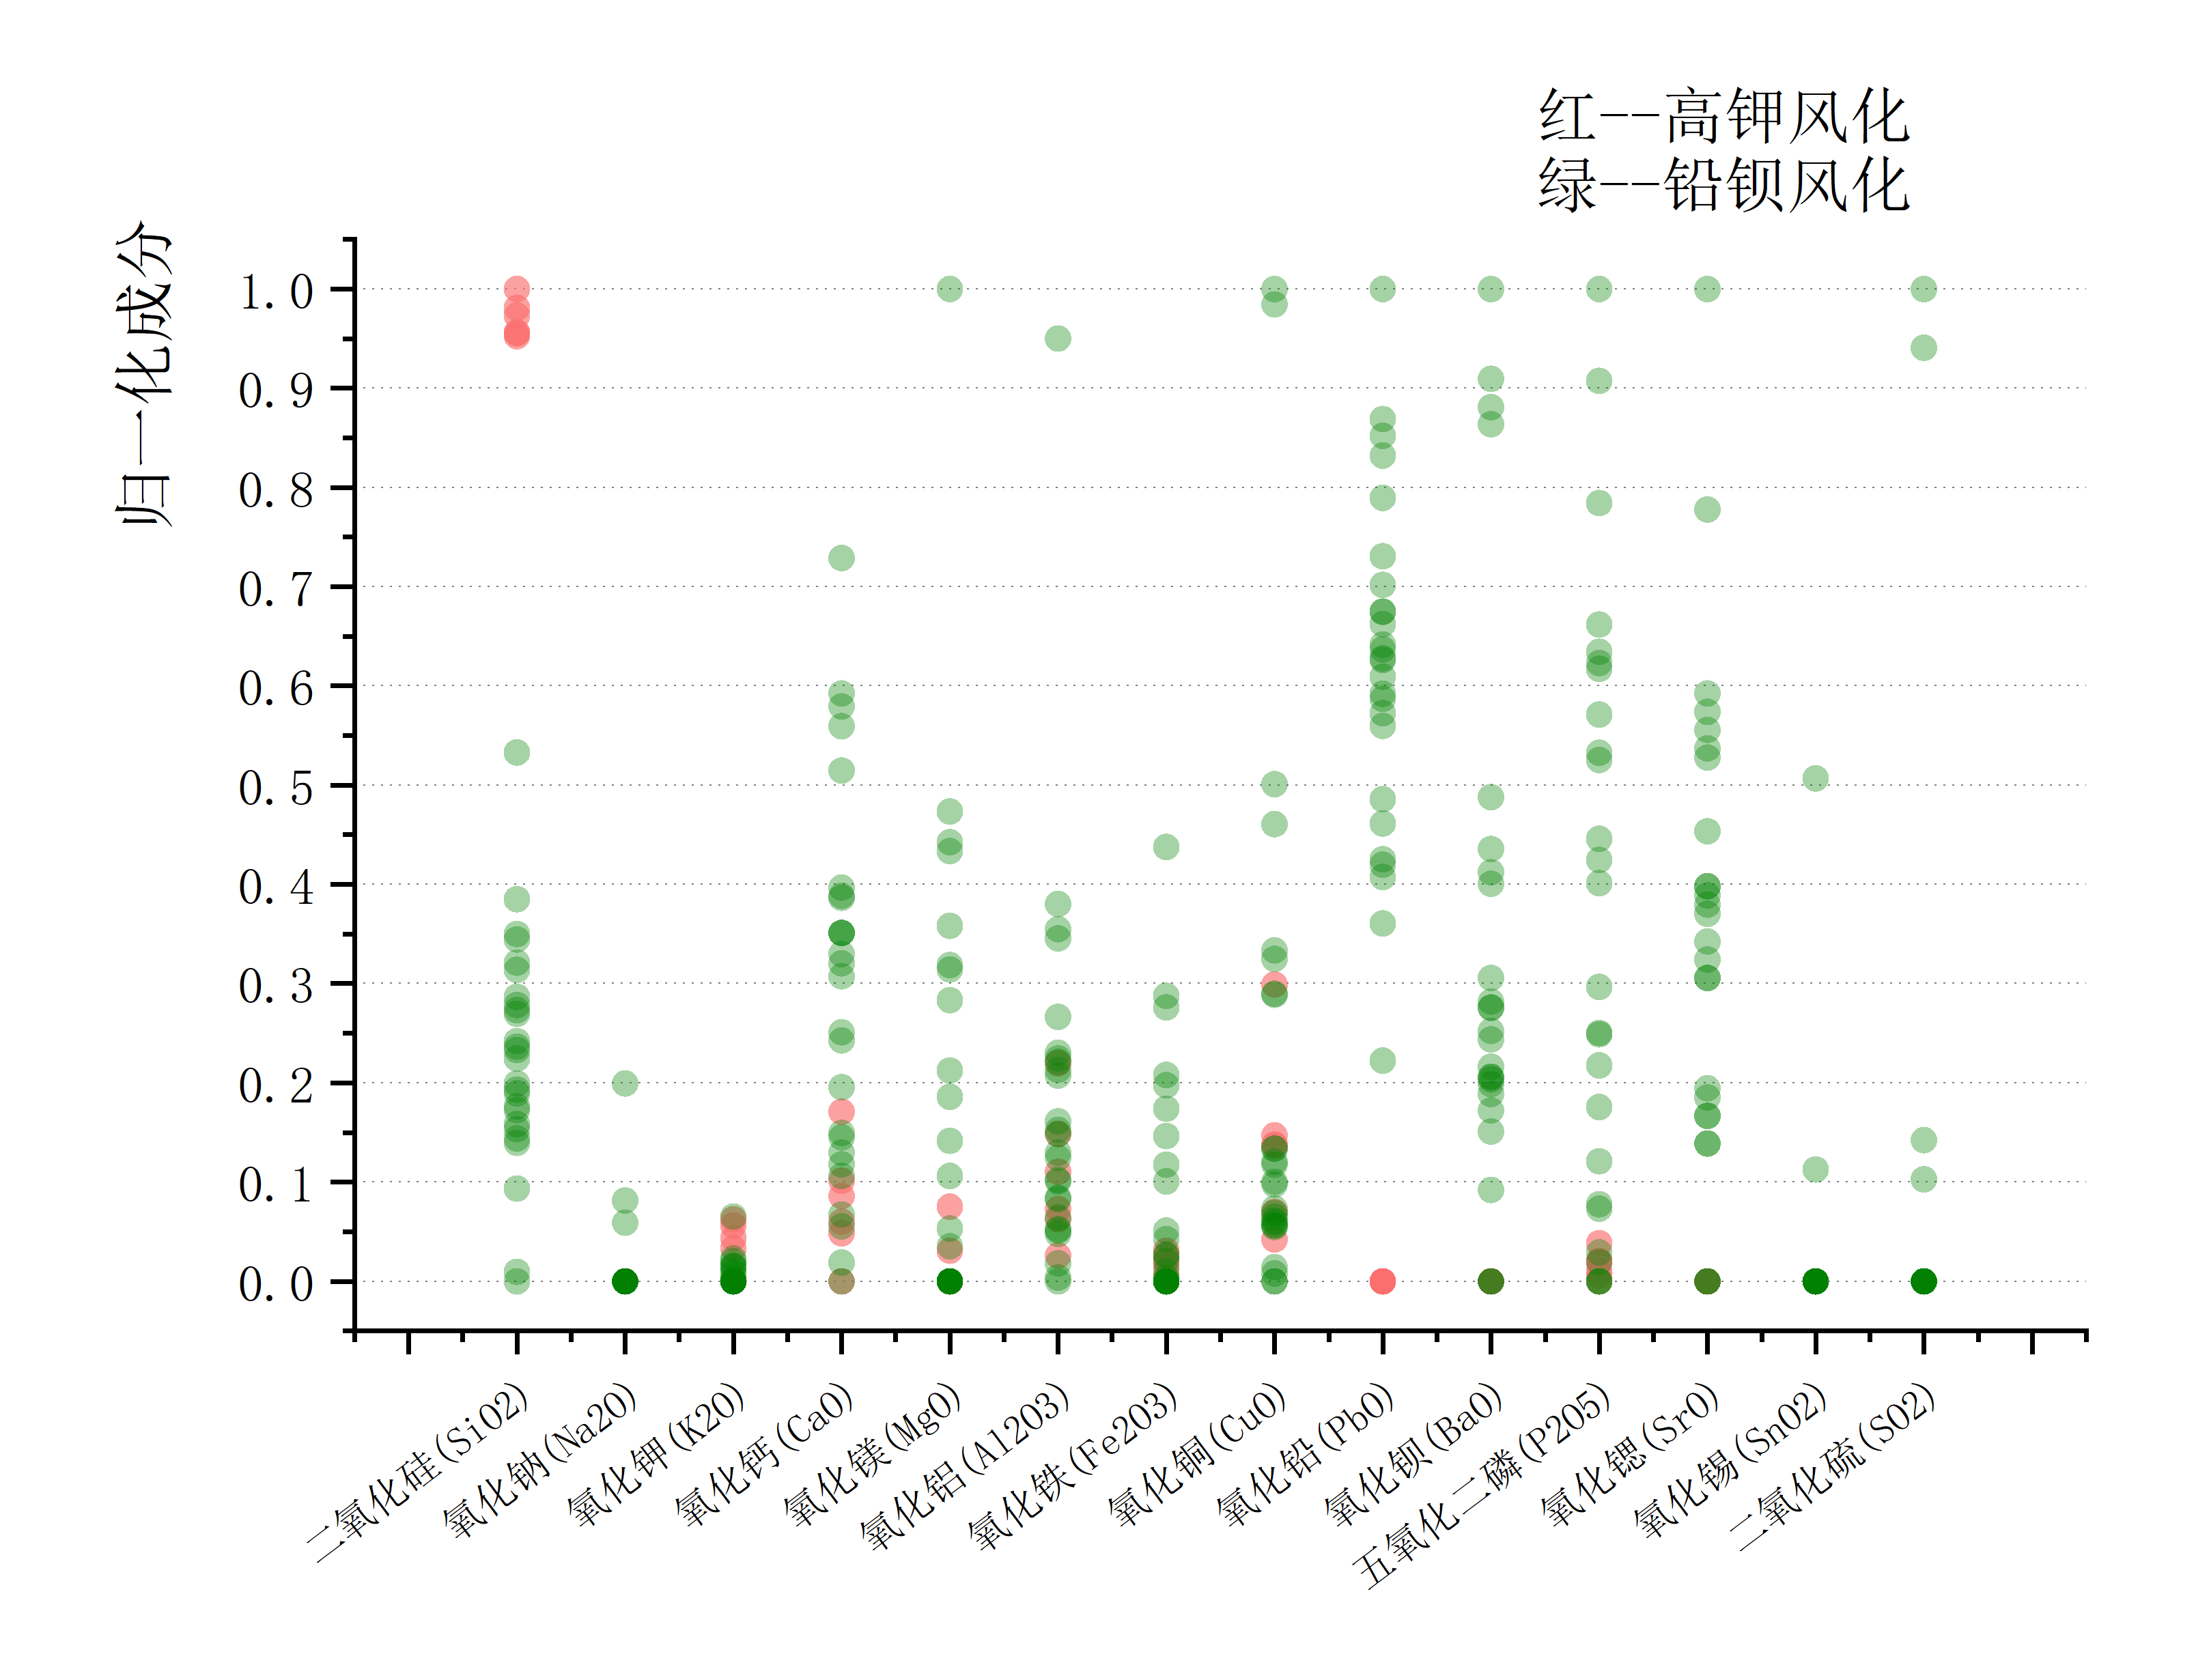 红--高钾风化
绿--铅钡风化
归一化成分
1.0
0.9
0.8
0.7
0.6
0.5
0.4
0.3
0.2
0.1
0.0
二氧化硅(SiO2)
氧化钠(Na2O)
氧化钾(K2O)
氧化钙(CaO)
氧化镁(MgO)
氧化铝(Al2O3)
氧化铁(Fe2O3)
氧化铜(CuO)
氧化铅(PbO)
氧化钡(BaO)
五氧化二磷(P2O5)
氧化锶(SrO)
氧化锡(SnO2)
二氧化硫(SO2)